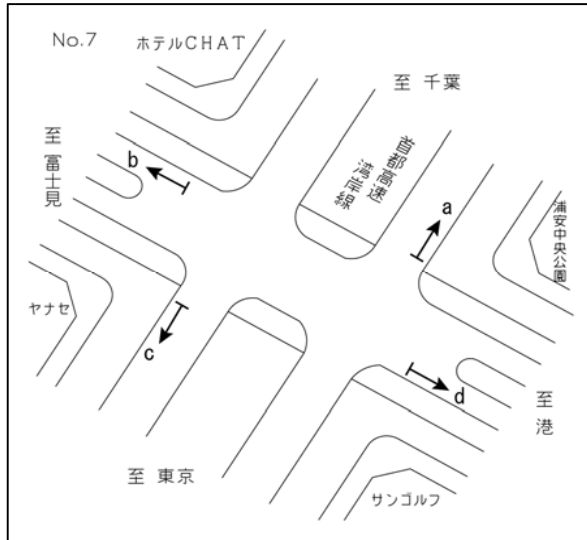 No.7
ホテルCHAT
至 千葉
至 富士見
b
首都高速
湾岸線
a
浦安中央公園
ヤナセ
c
d
至 港
至 東京
サンゴルフ